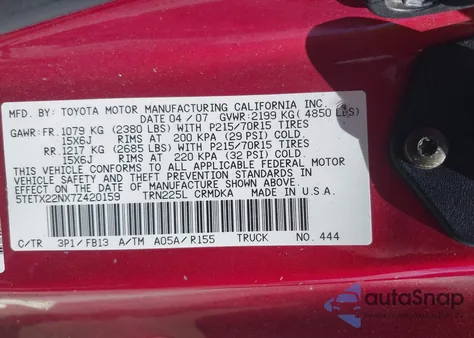 MFD. BY: TOYOTA MOTOR MANUFACTURING CALIFORNIA INC.
DATE 04/07 GVWR:2199 KG( 4850 LBS)
GAWR:FR.1079 KG (2380 LBS) WITH P215/70R15 TIRES
15X6J RIMS AT 200 KPA (29 PSI) COLD.
RR.1217 KG (2685 LBS) WITH P215/70R15 TIRES
15X6J RIMS AT 220 KPA (32 PSI) COLD.
THIS VEHICLE CONFORMS TO ALL APPLICABLE FEDERAL MOTOR
VEHICLE SAFETY AND THEFT PREVENTION STANDARDS IN
EFFECT ON THE DATE OF MANUFACTURE SHOWN ABOVE.
5TETX22NX7Z420159 TRN225L CRMDKA MADE IN U.S.A.
C/TR 3P1/FB13 A/TM A05A/R155 TRUCK NO. 444
autoSnap